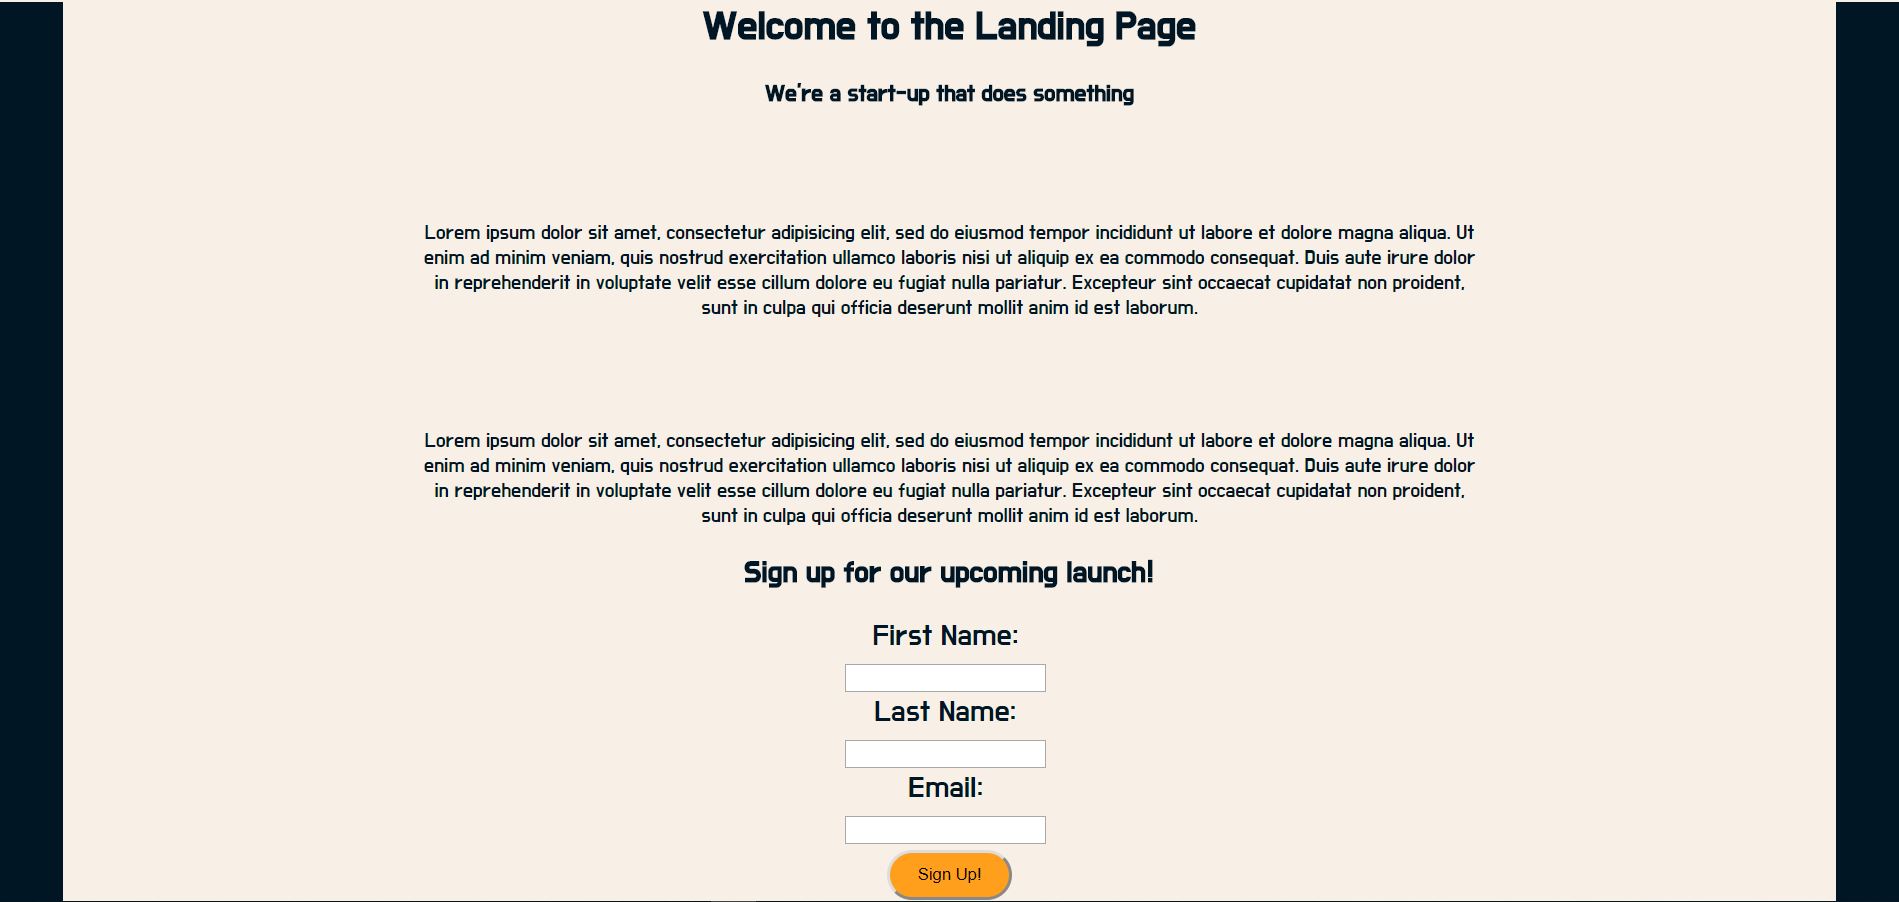 Welcome to the Landing Page
We're a start-up that does something
Lorem ipsum dolor sit amet, consectetur adipisicing elit, sed do eiusmod tempor incididunt ut labore et dolore magna aliqua. Ut
enim ad minim veniam, quis nostrud exercitation ullamco laboris nisi ut aliquip ex ea commodo consequat. Duis aute irure dolor
in reprehenderit in voluptate velit esse cillum dolore eu fugiat nulla pariatur. Excepteur sint occaecat cupidatat non proident,
sunt in culpa qui officia deserunt mollit anim id est laborum.
Lorem ipsum dolor sit amet, consectetur adipisicing elit, sed do eiusmod tempor incididunt ut labore et dolore magna aliqua. Ut
enim ad minim veniam, quis nostrud exercitation ullamco laboris nisi ut aliquip ex ea commodo consequat. Duis aute irure dolor
in reprehenderit in voluptate velit esse cillum dolore eu fugiat nulla pariatur. Excepteur sint occaecat cupidatat non proident,
sunt in culpa qui officia deserunt mollit anim id est laborum.
Sign up for our upcoming launch!
First Name:
Last Name:
Email:
Sign Up!